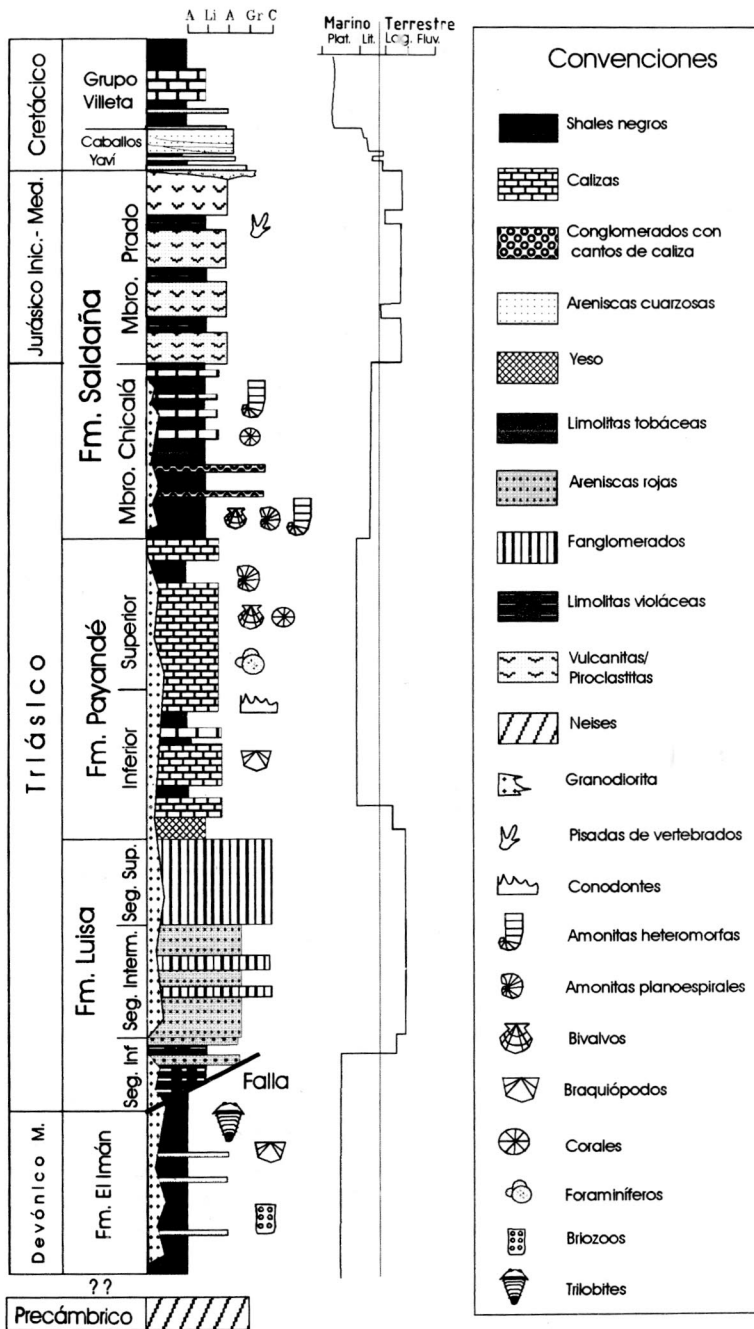 A Li A Gr C
Marino Terrestre
Plat. Lit. Lag. Fluv.
Cretácico
Grupo
Villeta
Caballos
Yaví
Jurásico Inic.- Med.
Fm. Saldaña
Mbro. Prado
Mbro. Chicalá
Triásico
Fm. Payandé
Superior
Inferior
Fm. Luisa
Seg. Sup.
Seg. Interm.
Seg. Inf
Falla
Devónico M.
Fm. El Imán
??
Precámbrico
Convenciones
Shales negros
Calizas
Conglomerados con
cantos de caliza
Areniscas cuarzosas
Yeso
Limolitas tobáceas
Areniscas rojas
Fanglomerados
Limolitas violáceas
Vulcanitas/
Piroclastitas
Neises
Granodiorita
Pisadas de vertebrados
Conodontes
Amonitas heteromorfas
Amonitas planoespirales
Bivalvos
Braquiópodos
Corales
Foraminíferos
Briozoos
Trilobites